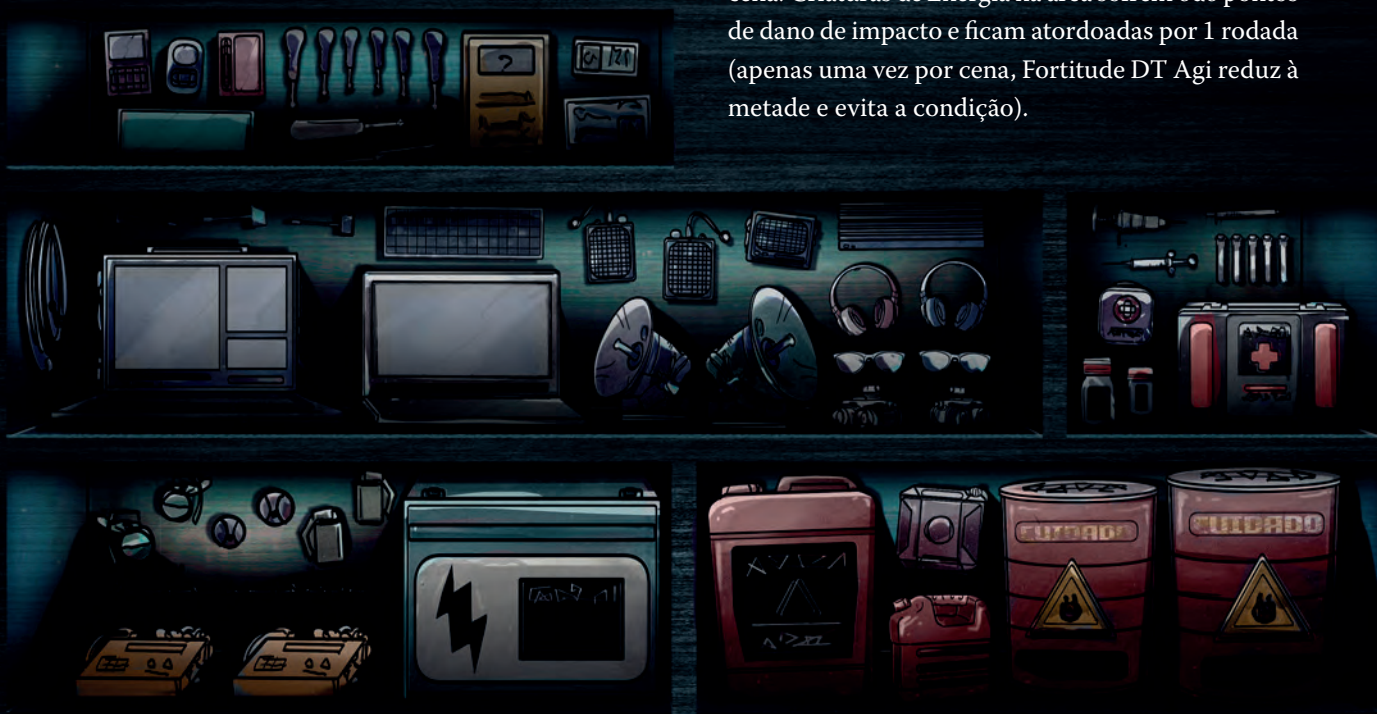 de dano de impacto e ficam atordoadas por 1 rodada
(apenas uma vez por cena, Fortitude DT Agi reduz à
metade e evita a condição).
?
CUIDADO
CUIDADO